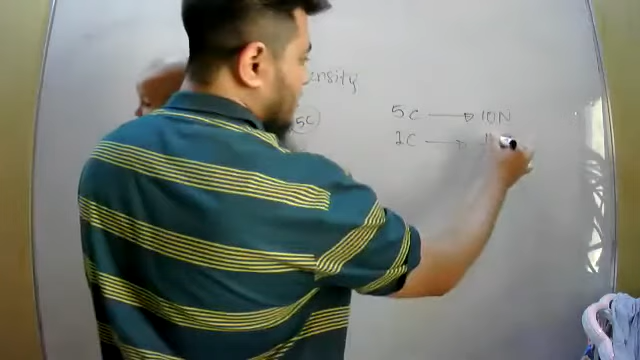 ensity
5C
5C → 10N
1C →